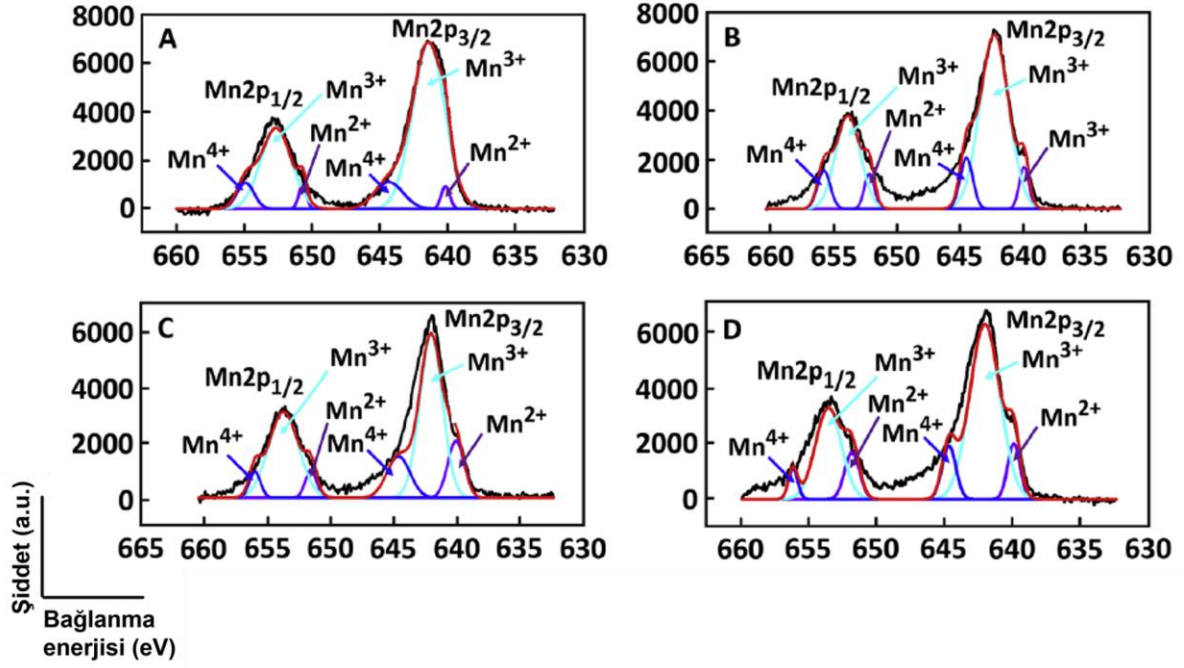 A
8000
6000
4000
2000
0
Mn2p1/2
Mn3+
Mn2p3/2
Mn3+
Mn4+
Mn2+
Mn4+
Mn2+
660 655 650 645 640 635 630
B
8000
6000
4000
2000
0
Mn2p1/2
Mn3+
Mn2p3/2
Mn3+
Mn4+
Mn2+
Mn4+
Mn3+
665 660 655 650 645 640 635 630
C
6000
4000
2000
0
Mn2p1/2
Mn3+
Mn2p3/2
Mn3+
Mn4+
Mn2+
Mn4+
Mn2+
665 660 655 650 645 640 635 630
D
6000
4000
2000
0
Mn2p1/2
Mn3+
Mn2p3/2
Mn3+
Mn4+
Mn2+
Mn4+
Mn2+
660 655 650 645 640 635 630
Şiddet (a.u.)
Bağlanma
enerjisi (eV)